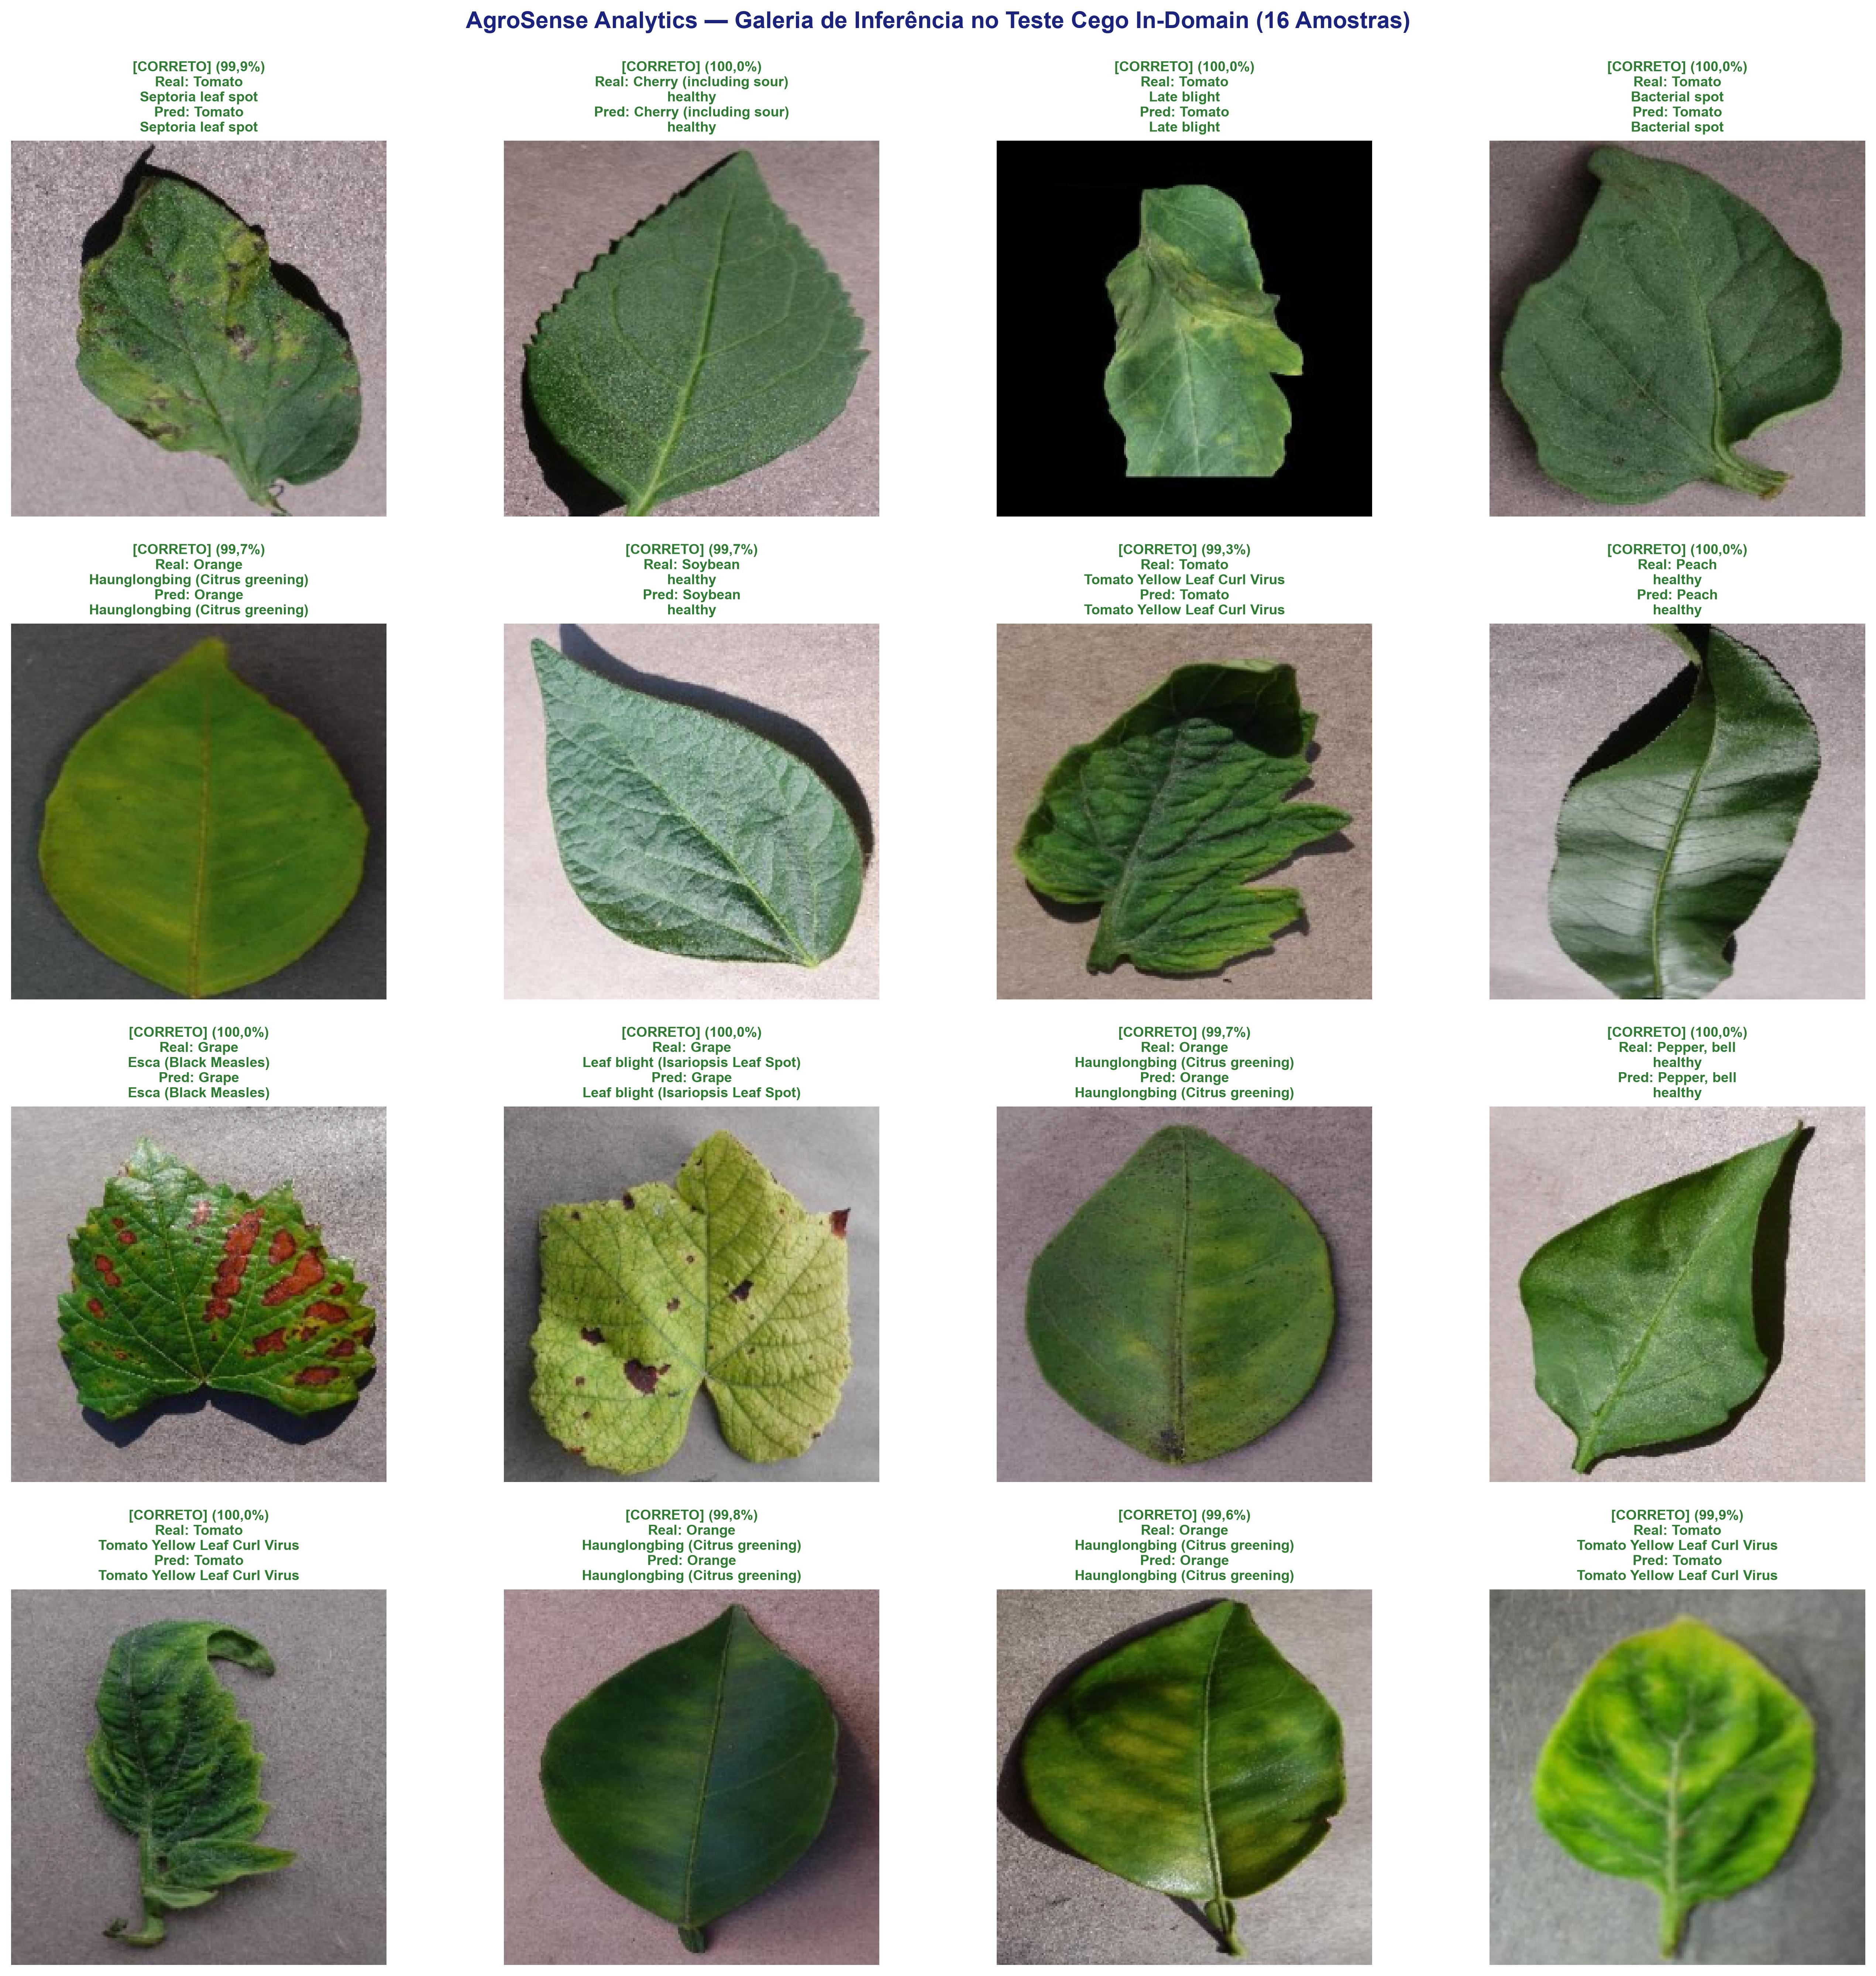 AgroSense Analytics — Galeria de Inferência no Teste Cego In-Domain (16 Amostras)
[CORRETO] (99,9%)
Real: Tomato
Septoria leaf spot
Pred: Tomato
Septoria leaf spot
[CORRETO] (100,0%)
Real: Cherry (including sour)
healthy
Pred: Cherry (including sour)
healthy
[CORRETO] (100,0%)
Real: Tomato
Late blight
Pred: Tomato
Late blight
[CORRETO] (100,0%)
Real: Tomato
Bacterial spot
Pred: Tomato
Bacterial spot
[CORRETO] (99,7%)
Real: Orange
Haunglongbing (Citrus greening)
Pred: Orange
Haunglongbing (Citrus greening)
[CORRETO] (99,7%)
Real: Soybean
healthy
Pred: Soybean
healthy
[CORRETO] (99,3%)
Real: Tomato
Tomato Yellow Leaf Curl Virus
Pred: Tomato
Tomato Yellow Leaf Curl Virus
[CORRETO] (100,0%)
Real: Peach
healthy
Pred: Peach
healthy
[CORRETO] (100,0%)
Real: Grape
Esca (Black Measles)
Pred: Grape
Esca (Black Measles)
[CORRETO] (100,0%)
Real: Grape
Leaf blight (Isariopsis Leaf Spot)
Pred: Grape
Leaf blight (Isariopsis Leaf Spot)
[CORRETO] (99,7%)
Real: Orange
Haunglongbing (Citrus greening)
Pred: Orange
Haunglongbing (Citrus greening)
[CORRETO] (100,0%)
Real: Pepper, bell
healthy
Pred: Pepper, bell
healthy
[CORRETO] (100,0%)
Real: Tomato
Tomato Yellow Leaf Curl Virus
Pred: Tomato
Tomato Yellow Leaf Curl Virus
[CORRETO] (99,8%)
Real: Orange
Haunglongbing (Citrus greening)
Pred: Orange
Haunglongbing (Citrus greening)
[CORRETO] (99,6%)
Real: Orange
Haunglongbing (Citrus greening)
Pred: Orange
Haunglongbing (Citrus greening)
[CORRETO] (99,9%)
Real: Tomato
Tomato Yellow Leaf Curl Virus
Pred: Tomato
Tomato Yellow Leaf Curl Virus